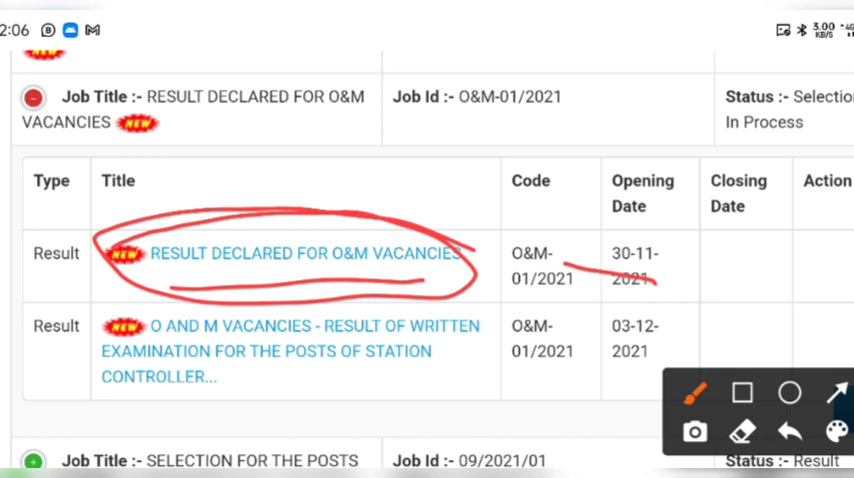 2:06 3.00 KB/S 4G
NEW
Job Title :- RESULT DECLARED FOR O&M Job Id :- O&M-01/2021 Status :- Selection
VACANCIES NEW In Process
Type Title Code Opening Closing Action
Date Date
Result NEW RESULT DECLARED FOR O&M VACANCIES O&M- 30-11-
01/2021 2021
Result NEW O AND M VACANCIES - RESULT OF WRITTEN O&M- 03-12-
EXAMINATION FOR THE POSTS OF STATION 01/2021 2021
CONTROLLER...
Job Title :- SELECTION FOR THE POSTS Job Id :- 09/2021/01 Status :- Result